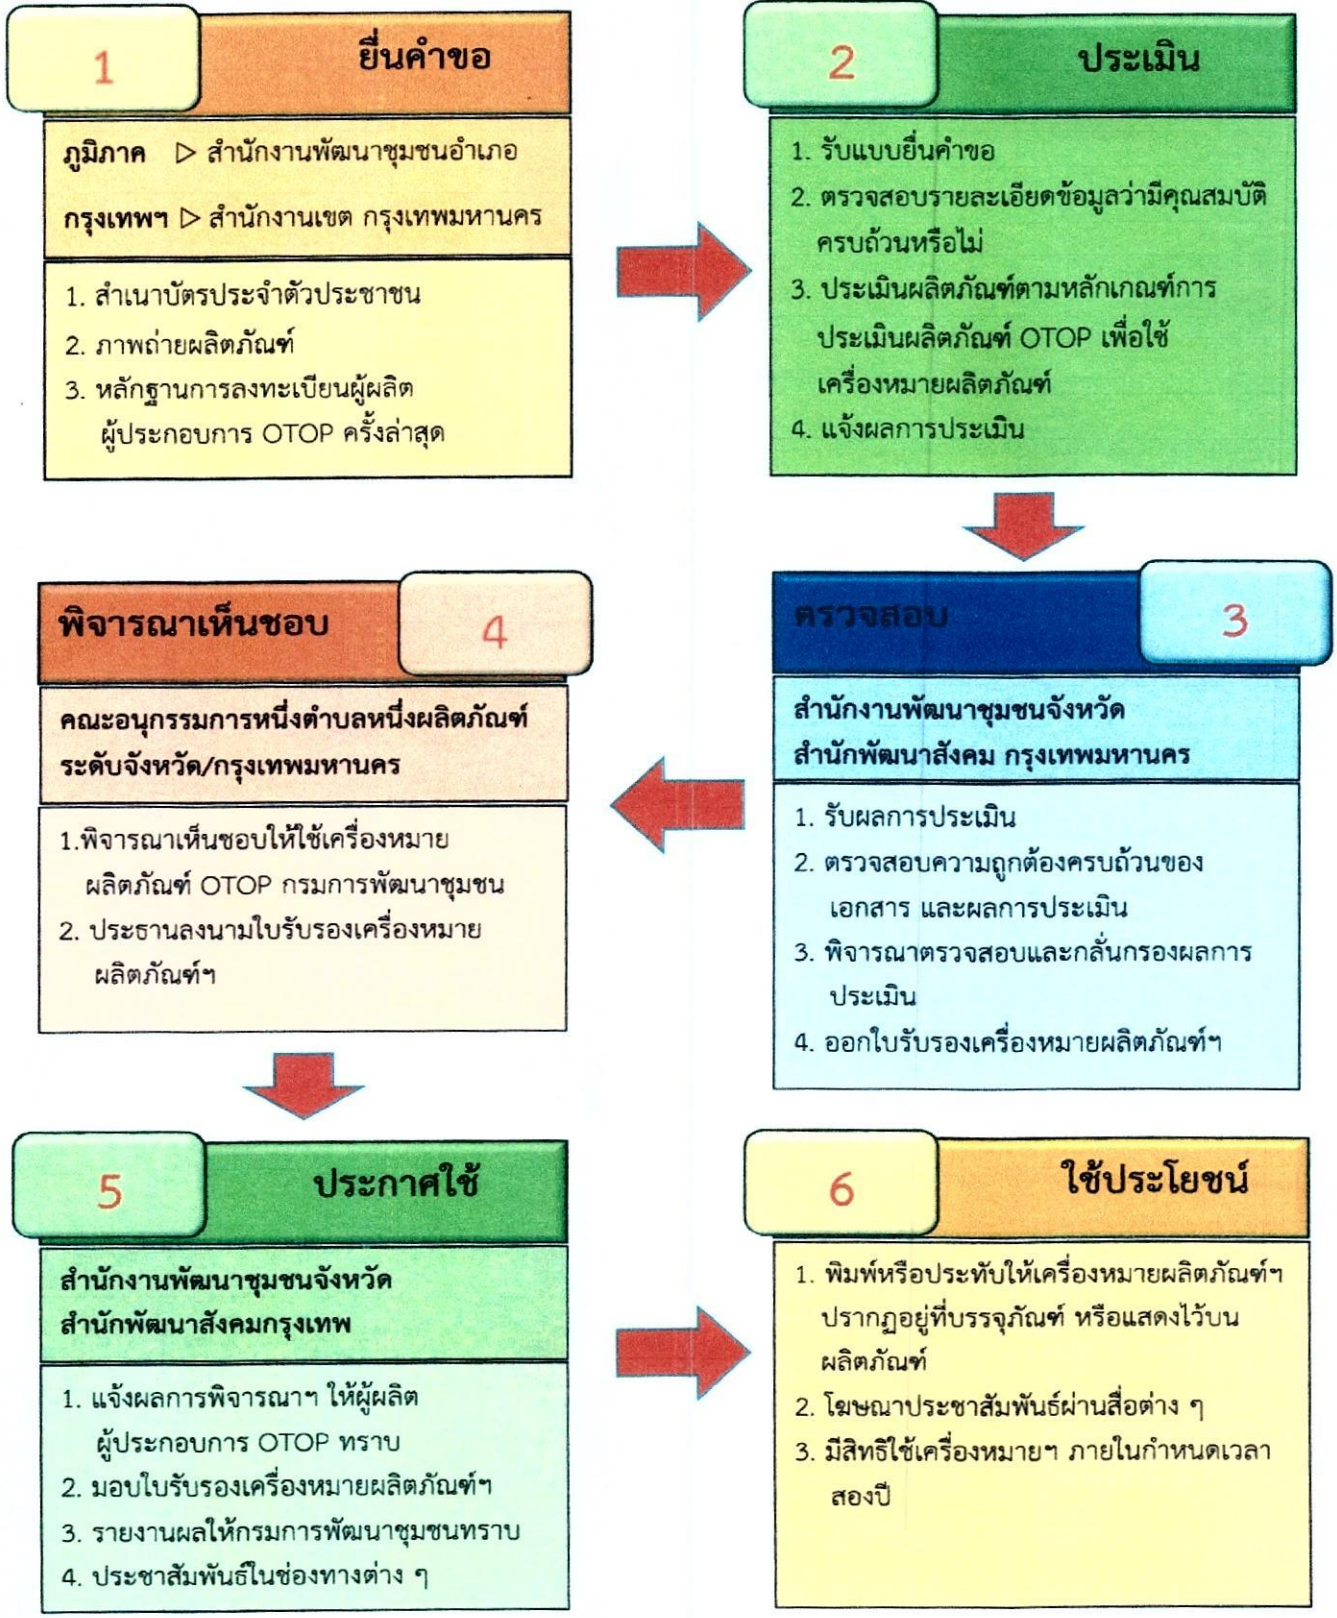 1
ยื่นคำขอ
ภูมิภาค ▷ สำนักงานพัฒนาชุมชนอำเภอ
กรุงเทพฯ ▷ สำนักงานเขต กรุงเทพมหานคร
1. สำเนาบัตรประจำตัวประชาชน
2. ภาพถ่ายผลิตภัณฑ์
3. หลักฐานการลงทะเบียนผู้ผลิต
ผู้ประกอบการ OTOP ครั้งล่าสุด
2
ประเมิน
1. รับแบบยื่นคำขอ
2. ตรวจสอบรายละเอียดข้อมูลว่ามีคุณสมบัติ
ครบถ้วนหรือไม่
3. ประเมินผลิตภัณฑ์ตามหลักเกณฑ์การ
ประเมินผลิตภัณฑ์ OTOP เพื่อใช้
เครื่องหมายผลิตภัณฑ์
4. แจ้งผลการประเมิน
ตรวจสอบ
3
สำนักงานพัฒนาชุมชนจังหวัด
สำนักพัฒนาสังคม กรุงเทพมหานคร
1. รับผลการประเมิน
2. ตรวจสอบความถูกต้องครบถ้วนของ
เอกสาร และผลการประเมิน
3. พิจารณาตรวจสอบและกลั่นกรองผลการ
ประเมิน
4. ออกใบรับรองเครื่องหมายผลิตภัณฑ์ฯ
พิจารณาเห็นชอบ
4
คณะอนุกรรมการหนึ่งตำบลหนึ่งผลิตภัณฑ์
ระดับจังหวัด/กรุงเทพมหานคร
1.พิจารณาเห็นชอบให้ใช้เครื่องหมาย
ผลิตภัณฑ์ OTOP กรมการพัฒนาชุมชน
2. ประธานลงนามใบรับรองเครื่องหมาย
ผลิตภัณฑ์ฯ
5
ประกาศใช้
สำนักงานพัฒนาชุมชนจังหวัด
สำนักพัฒนาสังคมกรุงเทพ
1. แจ้งผลการพิจารณาฯ ให้ผู้ผลิต
ผู้ประกอบการ OTOP ทราบ
2. มอบใบรับรองเครื่องหมายผลิตภัณฑ์ฯ
3. รายงานผลให้กรมการพัฒนาชุมชนทราบ
4. ประชาสัมพันธ์ในช่องทางต่าง ๆ
6
ใช้ประโยชน์
1. พิมพ์หรือประทับให้เครื่องหมายผลิตภัณฑ์ฯ
ปรากฏอยู่ที่บรรจุภัณฑ์ หรือแสดงไว้บน
ผลิตภัณฑ์
2. โฆษณาประชาสัมพันธ์ผ่านสื่อต่าง ๆ
3. มีสิทธิใช้เครื่องหมายฯ ภายในกำหนดเวลา
สองปี